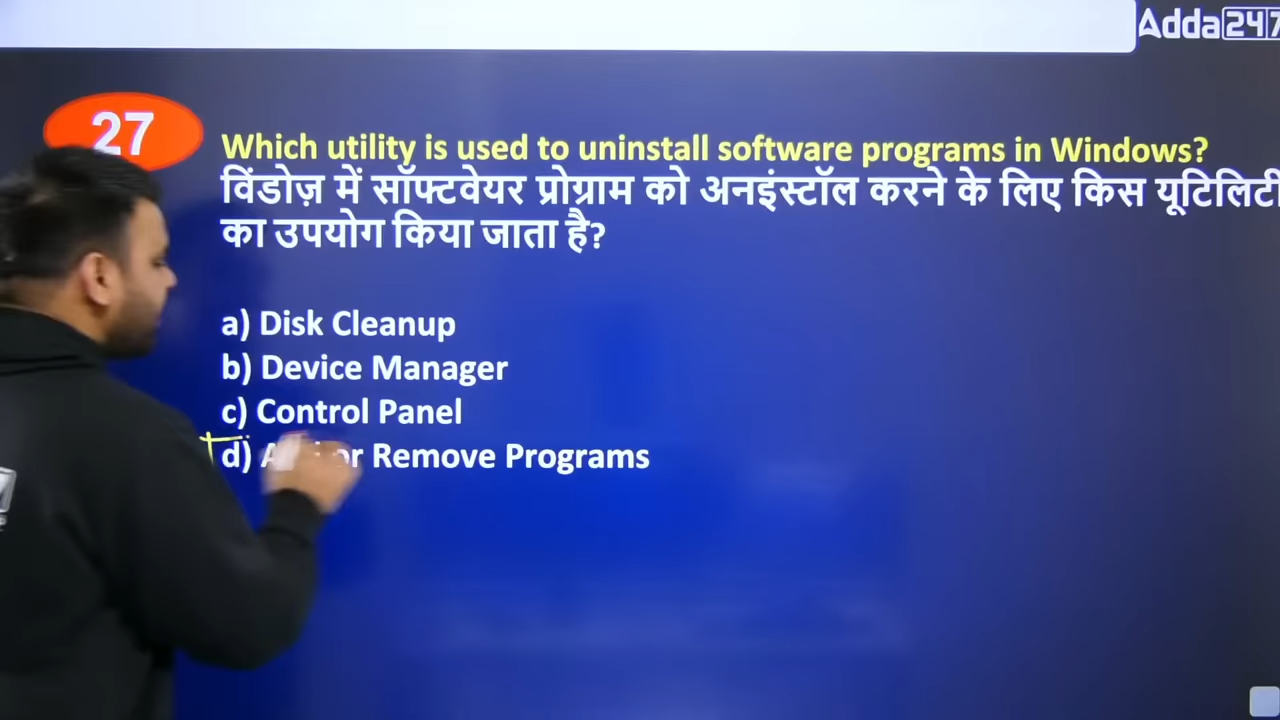 Adda247
27
Which utility is used to uninstall software programs in Windows?
विंडोज़ में सॉफ्टवेयर प्रोग्राम को अनइंस्टॉल करने के लिए किस यूटिलिटी
का उपयोग किया जाता है?
a) Disk Cleanup
b) Device Manager
c) Control Panel
d) or Remove Programs